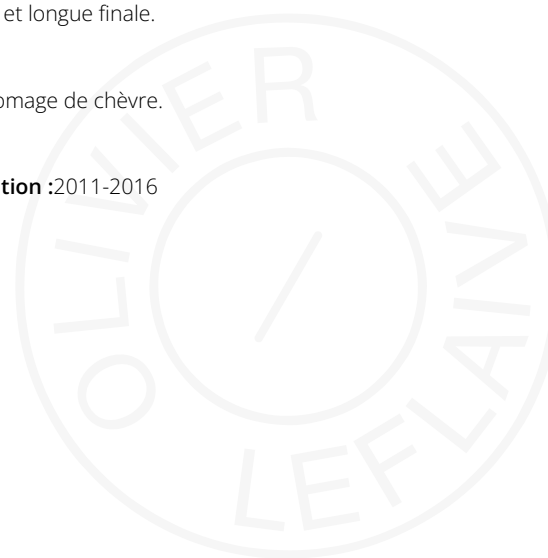 et longue finale.
omage de chèvre.
tion :2011-2016
OLIVIER
LEFLAIVE